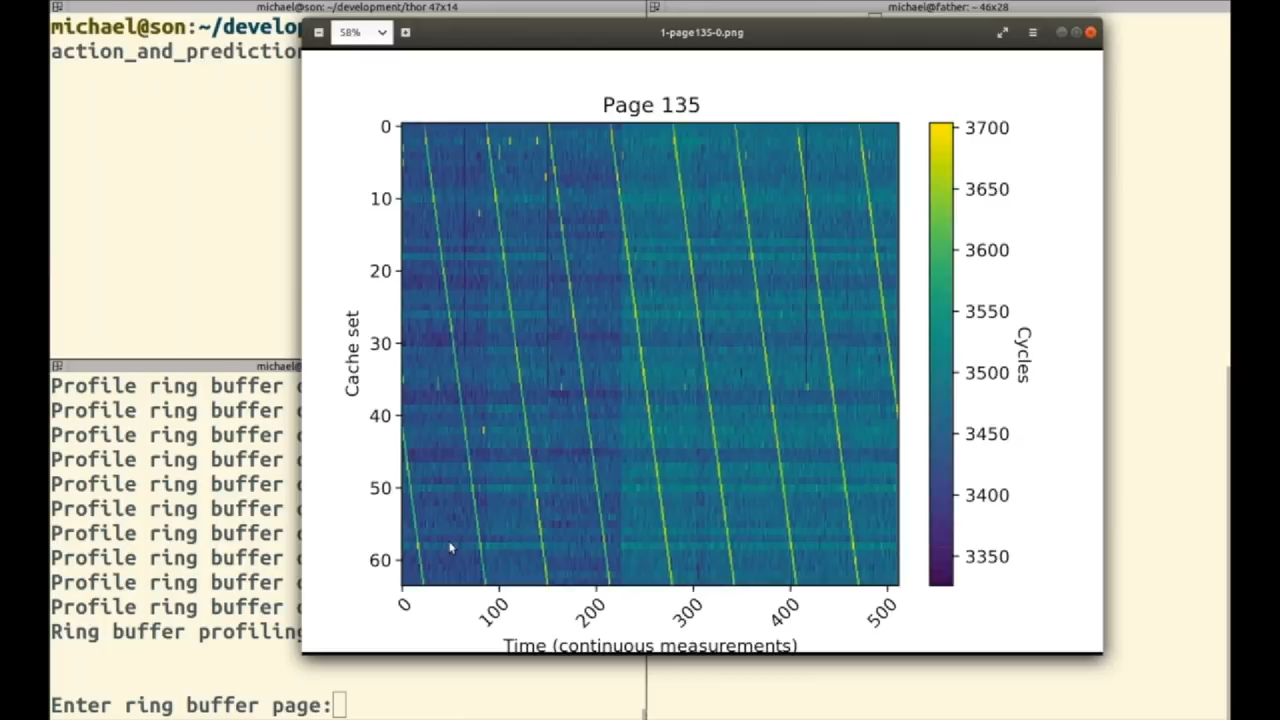 michael@son: ~/development/thor 47x14
michael@father: ~ 46x28
michael@son:~/develop
action_and_prediction
58%
1-page135-0.png
Page 135
0
10
20
30
40
50
60
Cache set
0
100
200
300
400
500
Time (continuous measurements)
3700
3650
3600
3550
3500
3450
3400
3350
Cycles
michael@
Profile ring buffer
Profile ring buffer
Profile ring buffer
Profile ring buffer
Profile ring buffer
Profile ring buffer
Profile ring buffer
Profile ring buffer
Profile ring buffer
Profile ring buffer
Ring buffer profiling
Enter ring buffer page: